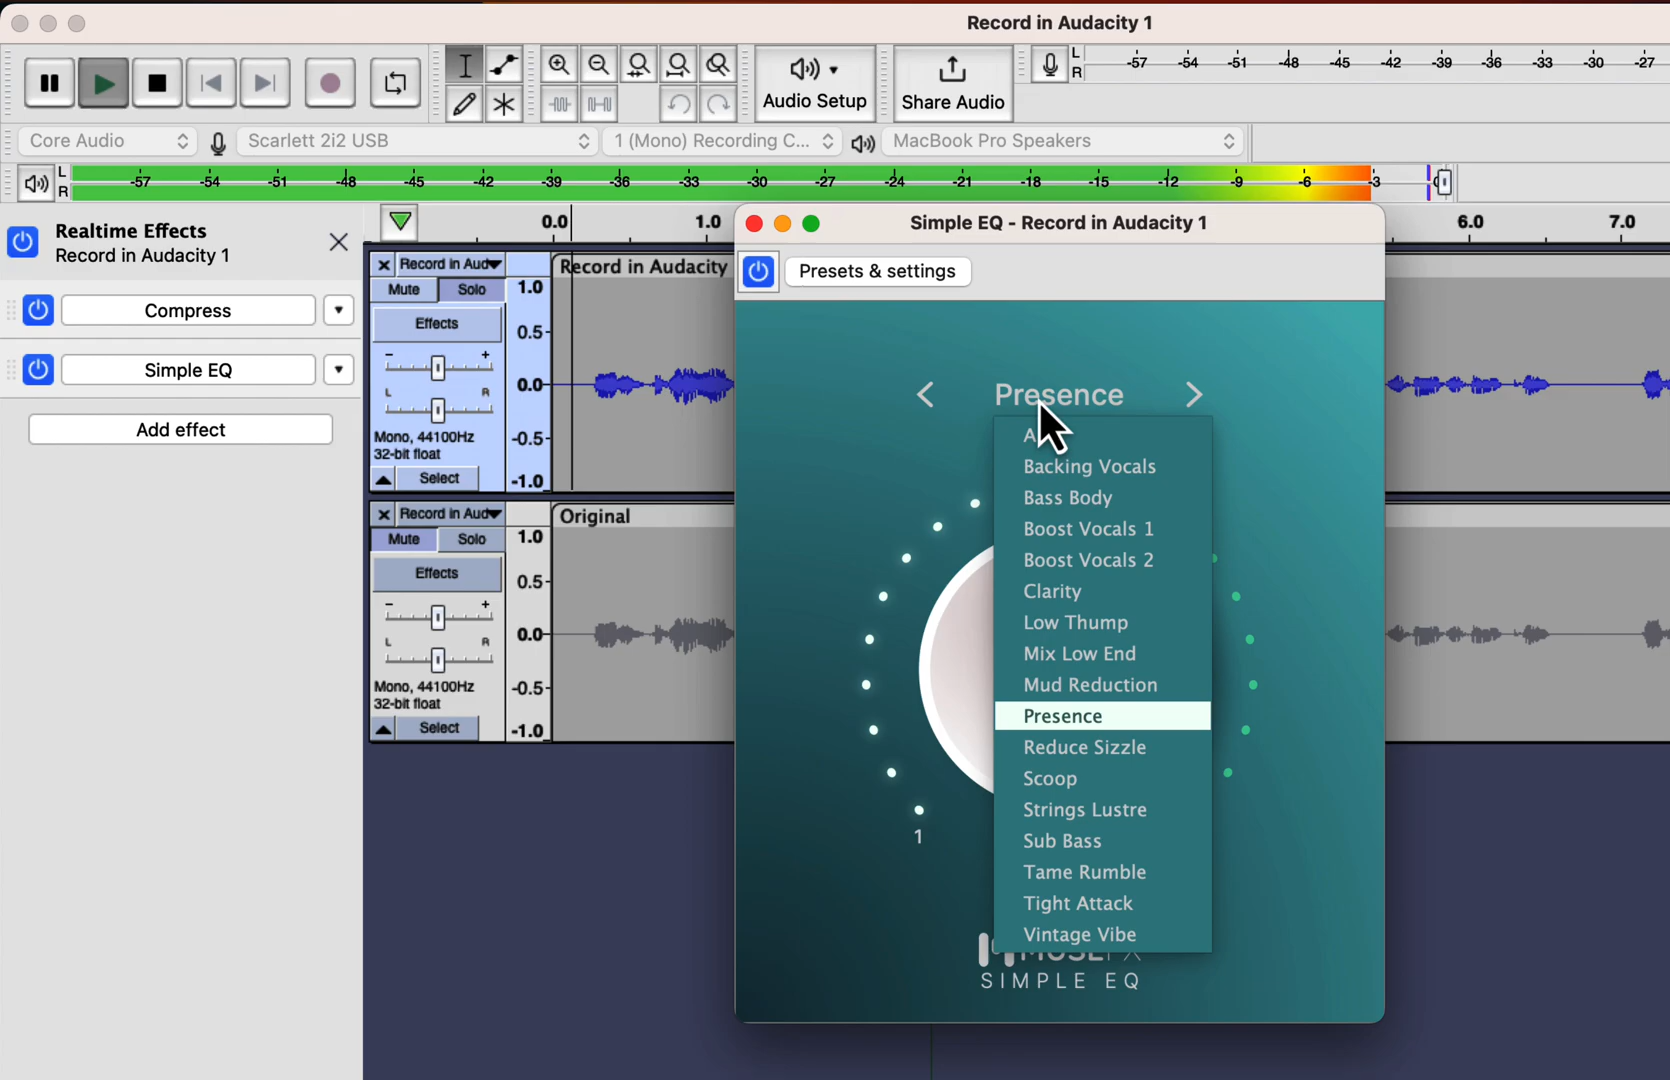 Record in Audacity 1
Audio Setup
Share Audio
L
R
-57 -54 -51 -48 -45 -42 -39 -36 -33 -30 -27
Core Audio
Scarlett 2i2 USB
1 (Mono) Recording C...
MacBook Pro Speakers
L
R
-57 -54 -51 -48 -45 -42 -39 -36 -33 -30 -27 -24 -21 -18 -15 -12 -9 -6 -3
Realtime Effects
Record in Audacity 1
Compress
Simple EQ
Add effect
0.0 1.0 6.0 7.0
Record in Aud
Mute Solo
Effects
- +
L R
Mono, 44100Hz
32-bit float
Select
1.0
0.5-
0.0-
-0.5-
-1.0
Record in Audacity
Record in Aud
Mute Solo
Effects
- +
L R
Mono, 44100Hz
32-bit float
Select
1.0
0.5-
0.0-
-0.5-
-1.0
Original
Simple EQ - Record in Audacity 1
Presets & settings
Presence
Backing Vocals
Bass Body
Boost Vocals 1
Boost Vocals 2
Clarity
Low Thump
Mix Low End
Mud Reduction
Presence
Reduce Sizzle
Scoop
Strings Lustre
Sub Bass
Tame Rumble
Tight Attack
Vintage Vibe
1
SIMPLE EQ